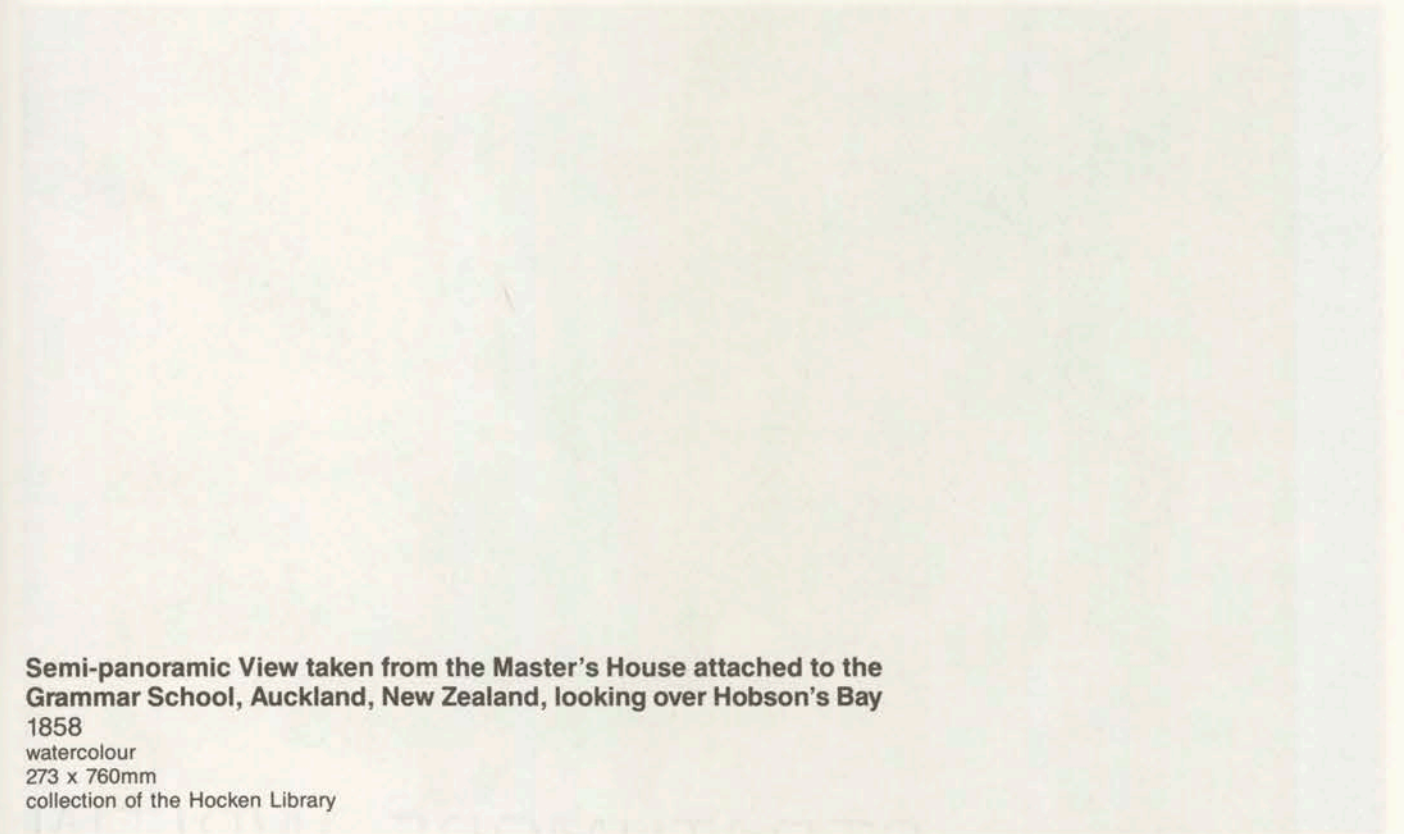 Semi-panoramic View taken from the Master's House attached to the
Grammar School, Auckland, New Zealand, looking over Hobson's Bay
1858
watercolour
273 x 760mm
collection of the Hocken Library